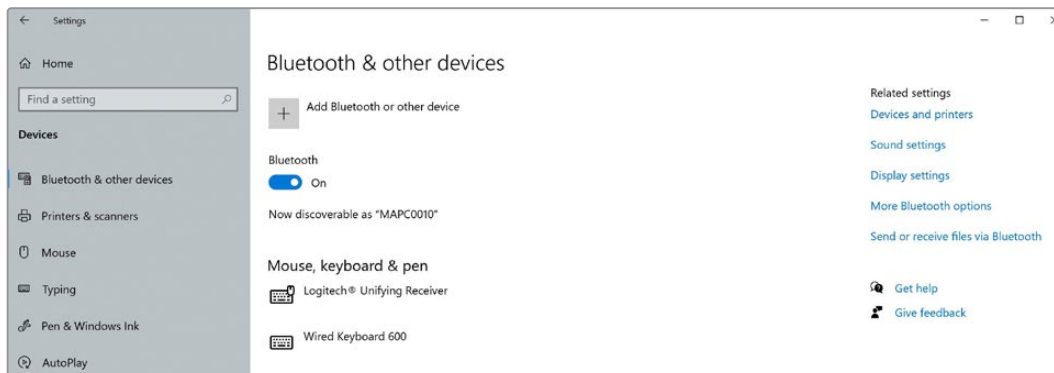 Settings
Home
Find a setting
Devices
Bluetooth & other devices
Printers & scanners
Mouse
Typing
Pen & Windows Ink
AutoPlay
Bluetooth & other devices
Add Bluetooth or other device
Bluetooth
On
Now discoverable as “MAPC0010”
Mouse, keyboard & pen
Logitech® Unifying Receiver
Wired Keyboard 600
Related settings
Devices and printers
Sound settings
Display settings
More Bluetooth options
Send or receive files via Bluetooth
Get help
Give feedback